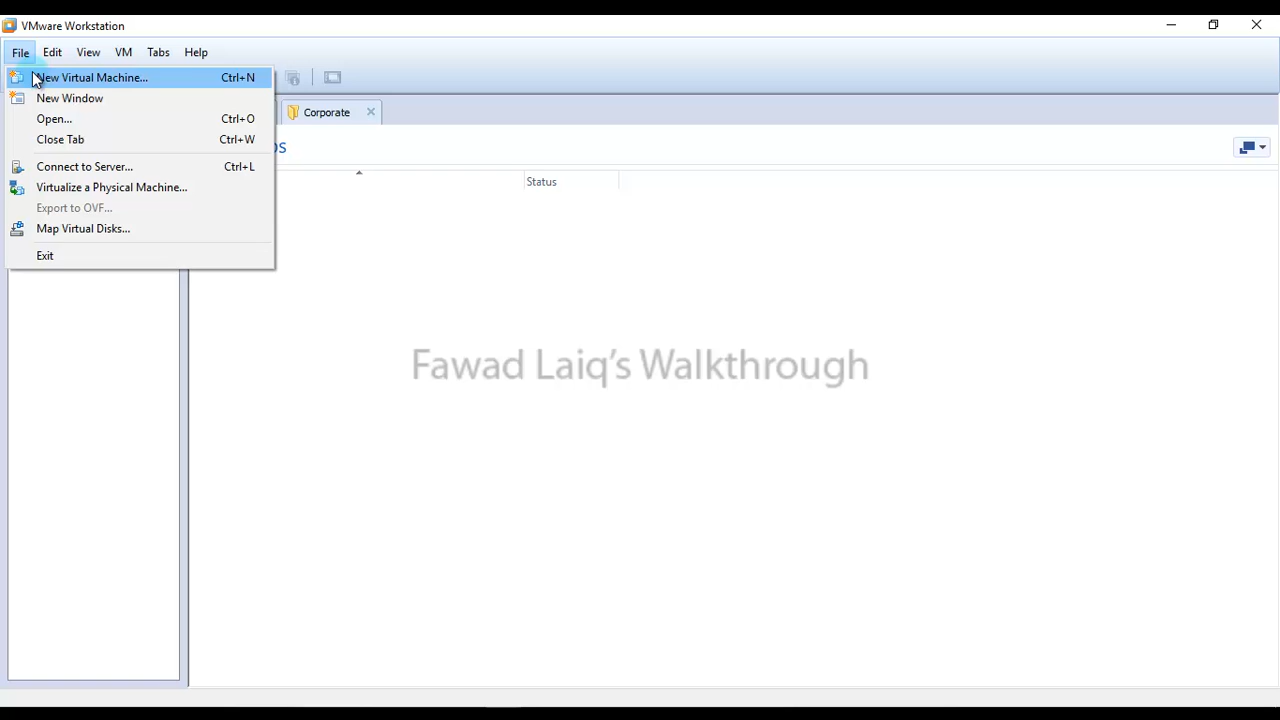 VMware Workstation
File Edit View VM Tabs Help
New Virtual Machine... Ctrl+N
New Window
Open... Ctrl+O
Close Tab Ctrl+W
Connect to Server... Ctrl+L
Virtualize a Physical Machine...
Export to OVF...
Map Virtual Disks...
Exit
Corporate
Status
Fawad Laiq's Walkthrough